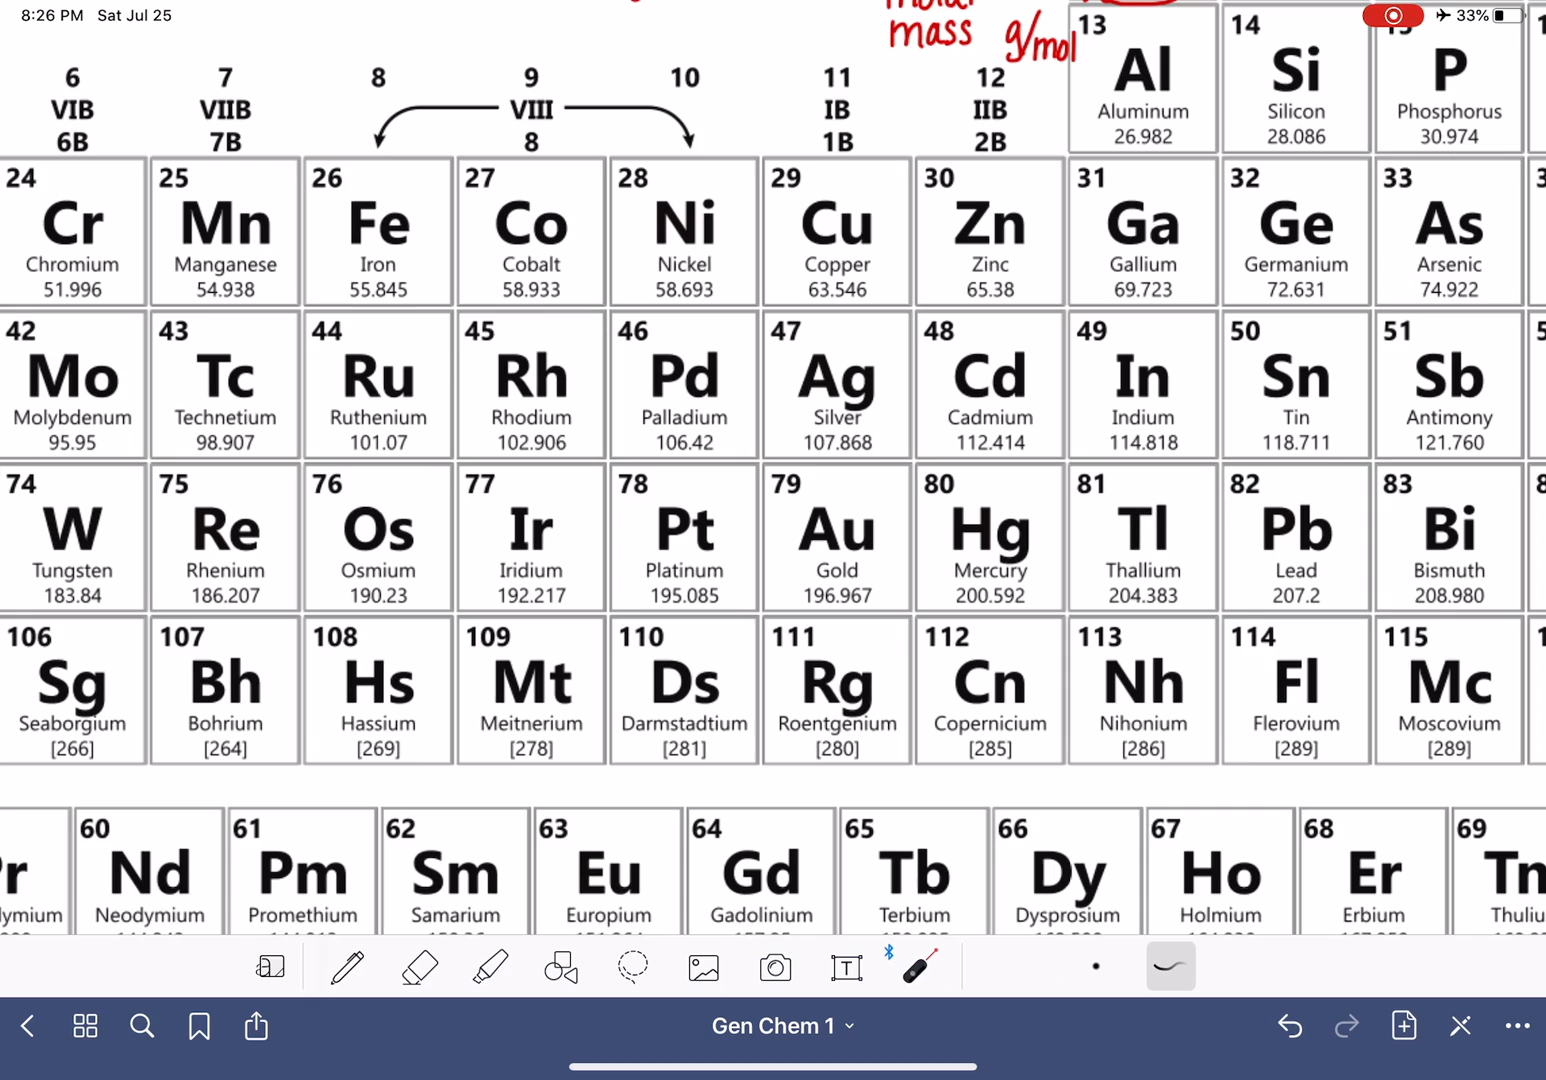 8:26 PM Sat Jul 25
33%
mass g/mol
6 7 8 9 10 11 12
VIB VIIB VIII IB IIB
6B 7B 8 1B 2B
13 14
Al Si P
Aluminum Silicon Phosphorus
26.982 28.086 30.974
24 25 26 27 28 29 30 31 32 33
Cr Mn Fe Co Ni Cu Zn Ga Ge As
Chromium Manganese Iron Cobalt Nickel Copper Zinc Gallium Germanium Arsenic
51.996 54.938 55.845 58.933 58.693 63.546 65.38 69.723 72.631 74.922
42 43 44 45 46 47 48 49 50 51
Mo Tc Ru Rh Pd Ag Cd In Sn Sb
Molybdenum Technetium Ruthenium Rhodium Palladium Silver Cadmium Indium Tin Antimony
95.95 98.907 101.07 102.906 106.42 107.868 112.414 114.818 118.711 121.760
74 75 76 77 78 79 80 81 82 83
W Re Os Ir Pt Au Hg Tl Pb Bi
Tungsten Rhenium Osmium Iridium Platinum Gold Mercury Thallium Lead Bismuth
183.84 186.207 190.23 192.217 195.085 196.967 200.592 204.383 207.2 208.980
106 107 108 109 110 111 112 113 114 115
Sg Bh Hs Mt Ds Rg Cn Nh Fl Mc
Seaborgium Bohrium Hassium Meitnerium Darmstadtium Roentgenium Copernicium Nihonium Flerovium Moscovium
[266] [264] [269] [278] [281] [280] [285] [286] [289] [289]
60 61 62 63 64 65 66 67 68 69
Nd Pm Sm Eu Gd Tb Dy Ho Er
Neodymium Promethium Samarium Europium Gadolinium Terbium Dysprosium Holmium Erbium
T
Gen Chem 1